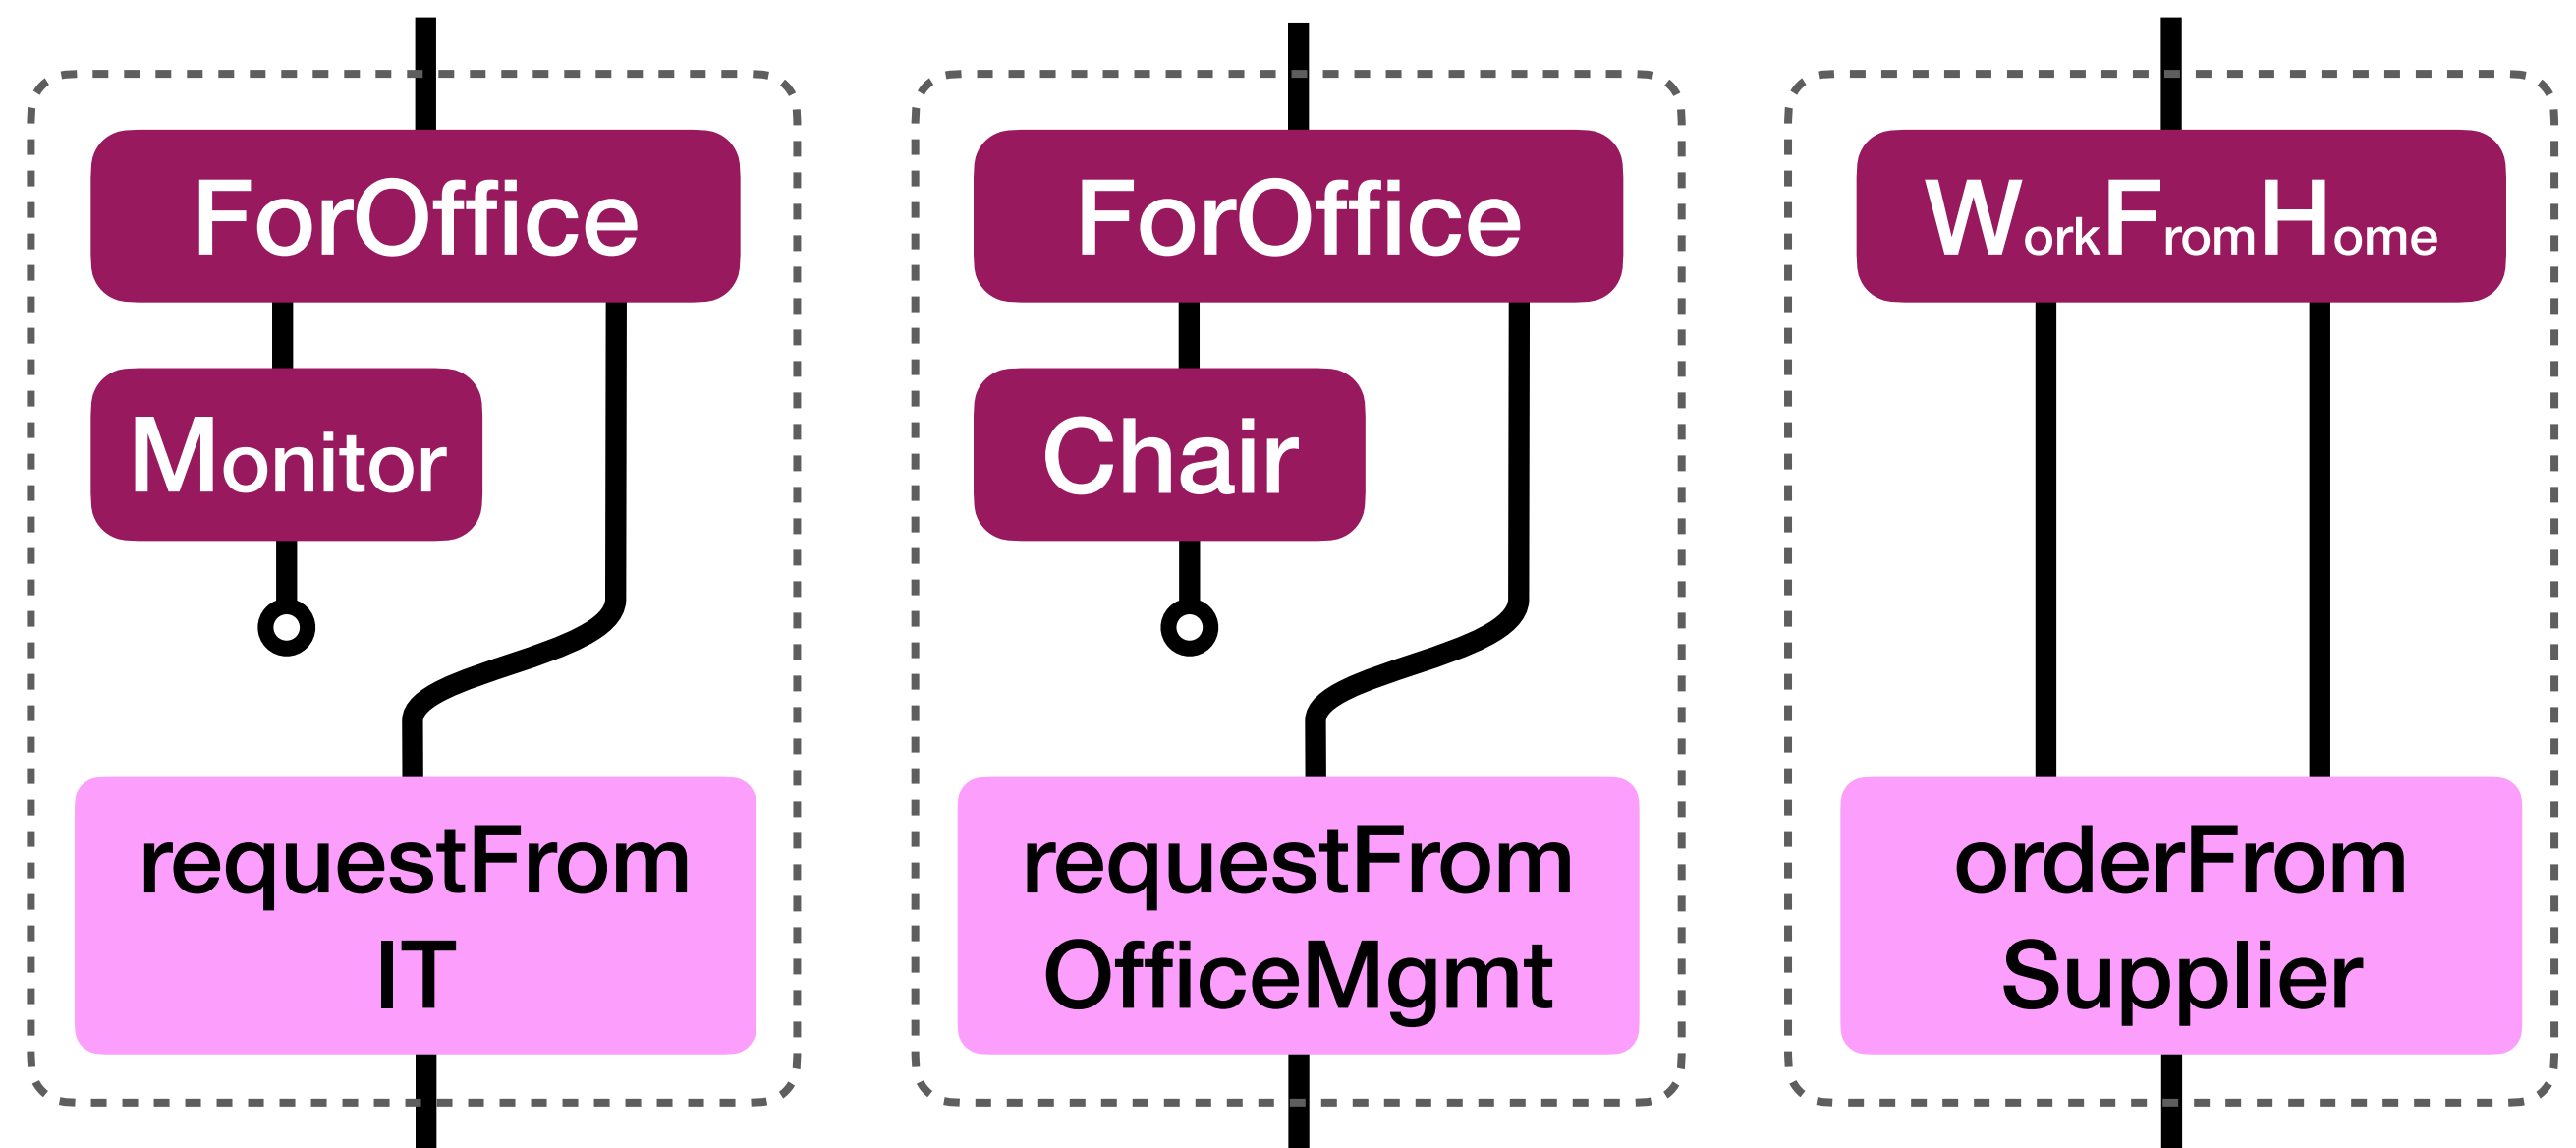 ForOffice
Monitor
requestFrom
IT
ForOffice
Chair
requestFrom
OfficeMgmt
WorkFromHome
orderFrom
Supplier